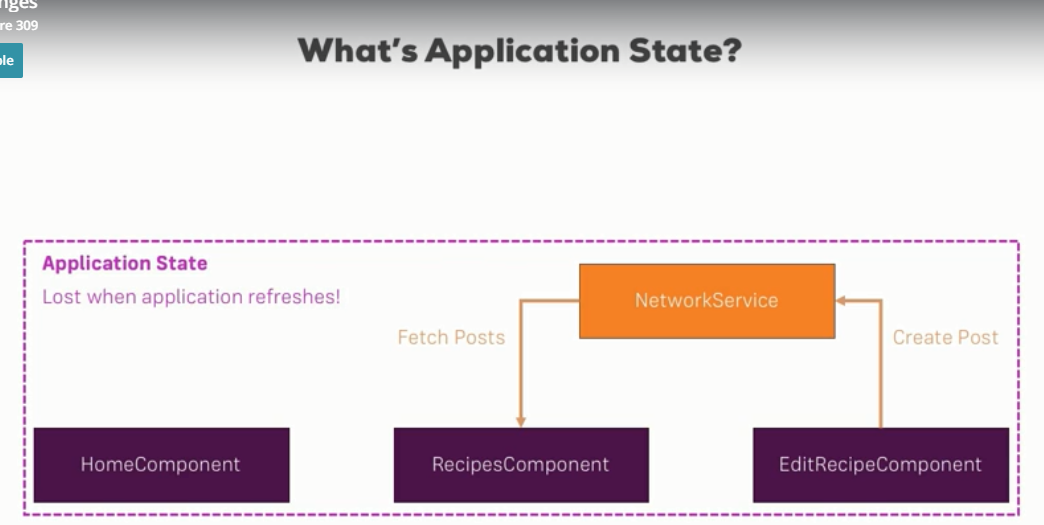 nges
re 309
ple
What's Application State?
Application State
Lost when application refreshes!
NetworkService
Fetch Posts
Create Post
HomeComponent
RecipesComponent
EditRecipeComponent